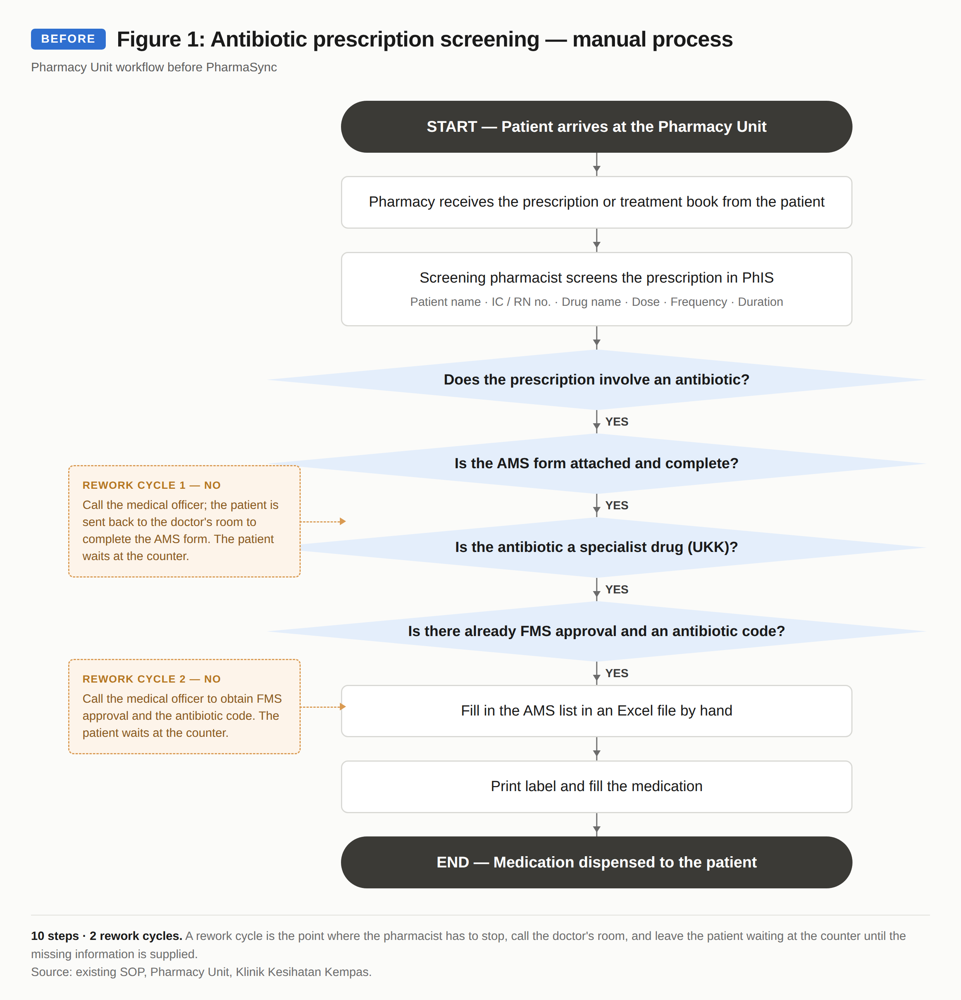 BEFORE
Figure 1: Antibiotic prescription screening — manual process
Pharmacy Unit workflow before PharmaSync
START — Patient arrives at the Pharmacy Unit
Pharmacy receives the prescription or treatment book from the patient
Screening pharmacist screens the prescription in PhIS
Patient name · IC / RN no. · Drug name · Dose · Frequency · Duration
Does the prescription involve an antibiotic?
YES
Is the AMS form attached and complete?
REWORK CYCLE 1 — NO
Call the medical officer; the patient is
sent back to the doctor's room to
complete the AMS form. The patient
waits at the counter.
YES
Is the antibiotic a specialist drug (UKK)?
YES
Is there already FMS approval and an antibiotic code?
REWORK CYCLE 2 — NO
Call the medical officer to obtain FMS
approval and the antibiotic code. The
patient waits at the counter.
YES
Fill in the AMS list in an Excel file by hand
Print label and fill the medication
END — Medication dispensed to the patient
10 steps · 2 rework cycles. A rework cycle is the point where the pharmacist has to stop, call the doctor's room, and leave the patient waiting at the counter until the
missing information is supplied.
Source: existing SOP, Pharmacy Unit, Klinik Kesihatan Kempas.